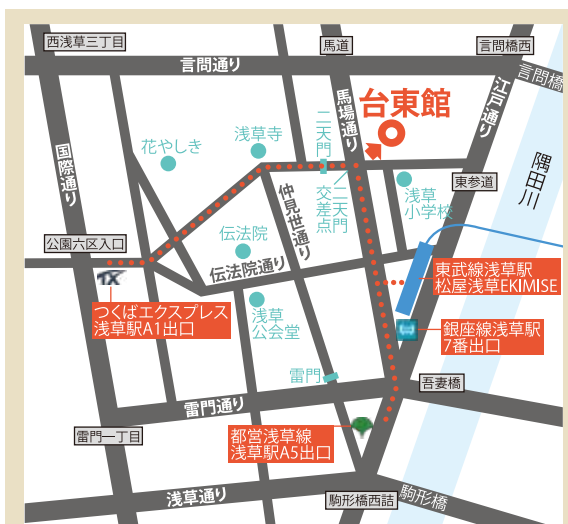 西浅草三丁目
馬道
言問橋西
言問通り
言問橋
江戸通り
馬場通り
台東館
二天門
花やしき
浅草寺
国際通り
隅田川
東参道
二天門
交差点
浅草
小学校
仲見世通り
公園六区入口
伝法院
伝法院通り
TX
つくばエクスプレス
浅草駅A1出口
東武線浅草駅
松屋浅草EKIMISE
浅草
公会堂
銀座線浅草駅
7番出口
雷門
吾妻橋
雷門通り
雷門一丁目
都営浅草線
浅草駅A5出口
浅草通り
駒形橋西詰
駒形橋